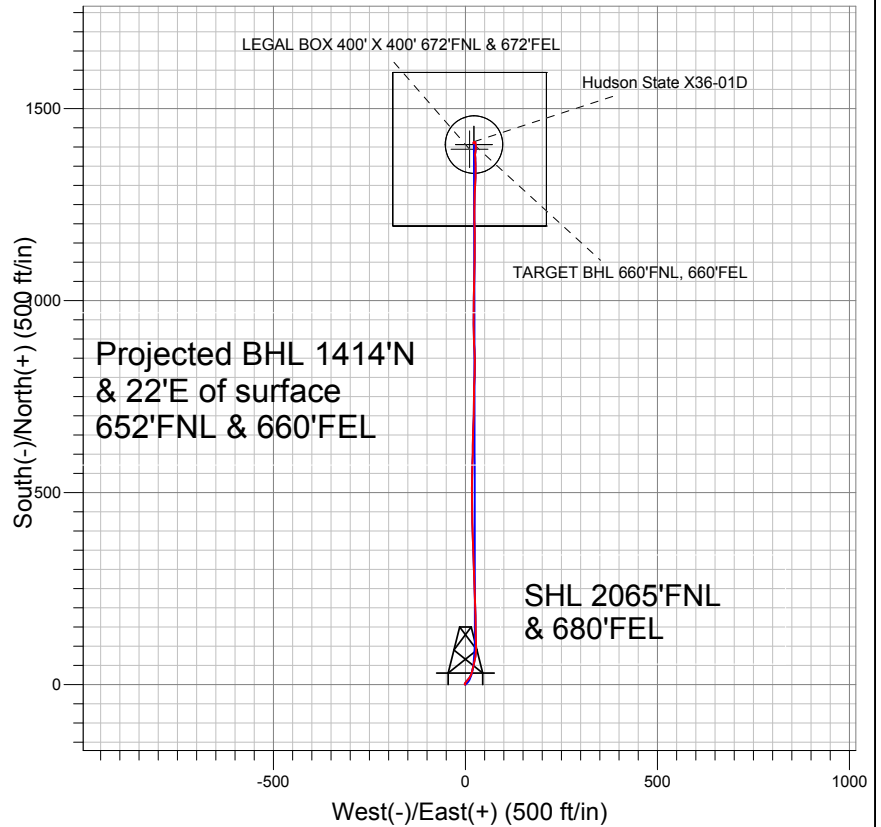 LEGAL BOX 400' X 400' 672'FNL & 672'FEL
Hudson State X36-01D
1500
TARGET BHL 660'FNL, 660'FEL
1000
Projected BHL 1414'N
& 22'E of surface
652'FNL & 660'FEL
South(-)/North(+) (500 ft/in)
500
SHL 2065'FNL
& 680'FEL
0
-500
0
500
1000
West(-)/East(+) (500 ft/in)